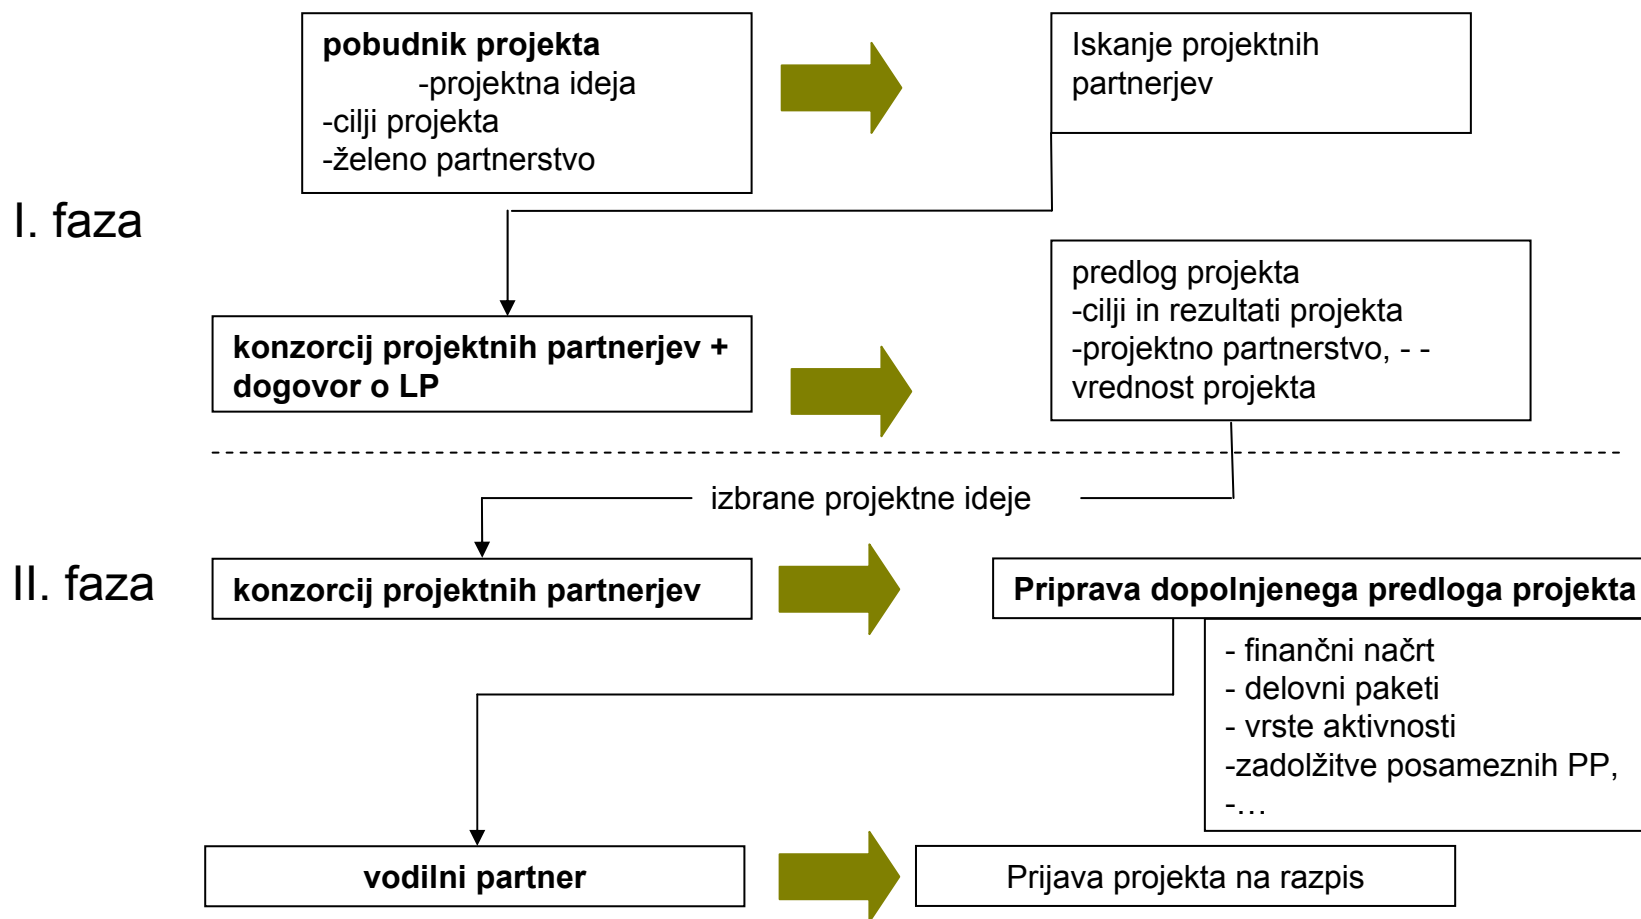 pobudnik projekta
-projektna ideja
-cilji projekta
-želeno partnerstvo
Iskanje projektnih
partnerjev
I. faza
konzorcij projektnih partnerjev +
dogovor o LP
predlog projekta
-cilji in rezultati projekta
-projektno partnerstvo, - -
vrednost projekta
izbrane projektne ideje
II. faza
konzorcij projektnih partnerjev
Priprava dopolnjenega predloga projekta
- finančni načrt
- delovni paketi
- vrste aktivnosti
-zadolžitve posameznih PP,
-…
vodilni partner
Prijava projekta na razpis